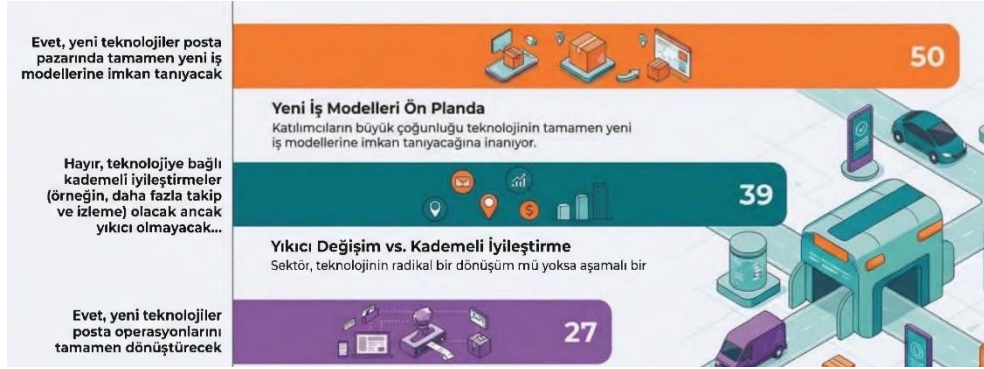 Evet, yeni teknolojiler posta
pazarında tamamen yeni iş
modellerine imkan tanıyacak
50
Yeni İş Modelleri Ön Planda
Katılımcıların büyük çoğunluğu teknolojinin tamamen yeni
iş modellerine imkan tanıyacağına inanıyor.
Hayır, teknolojiye bağlı
kademeli iyileştirmeler
(örneğin, daha fazla takip
ve izleme) olacak ancak
yıkıcı olmayacak...
39
Yıkıcı Değişim vs. Kademeli İyileştirme
Sektör, teknolojinin radikal bir dönüşüm mü yoksa aşamalı bir
Evet, yeni teknolojiler
posta operasyonlarını
tamamen dönüştürecek
27